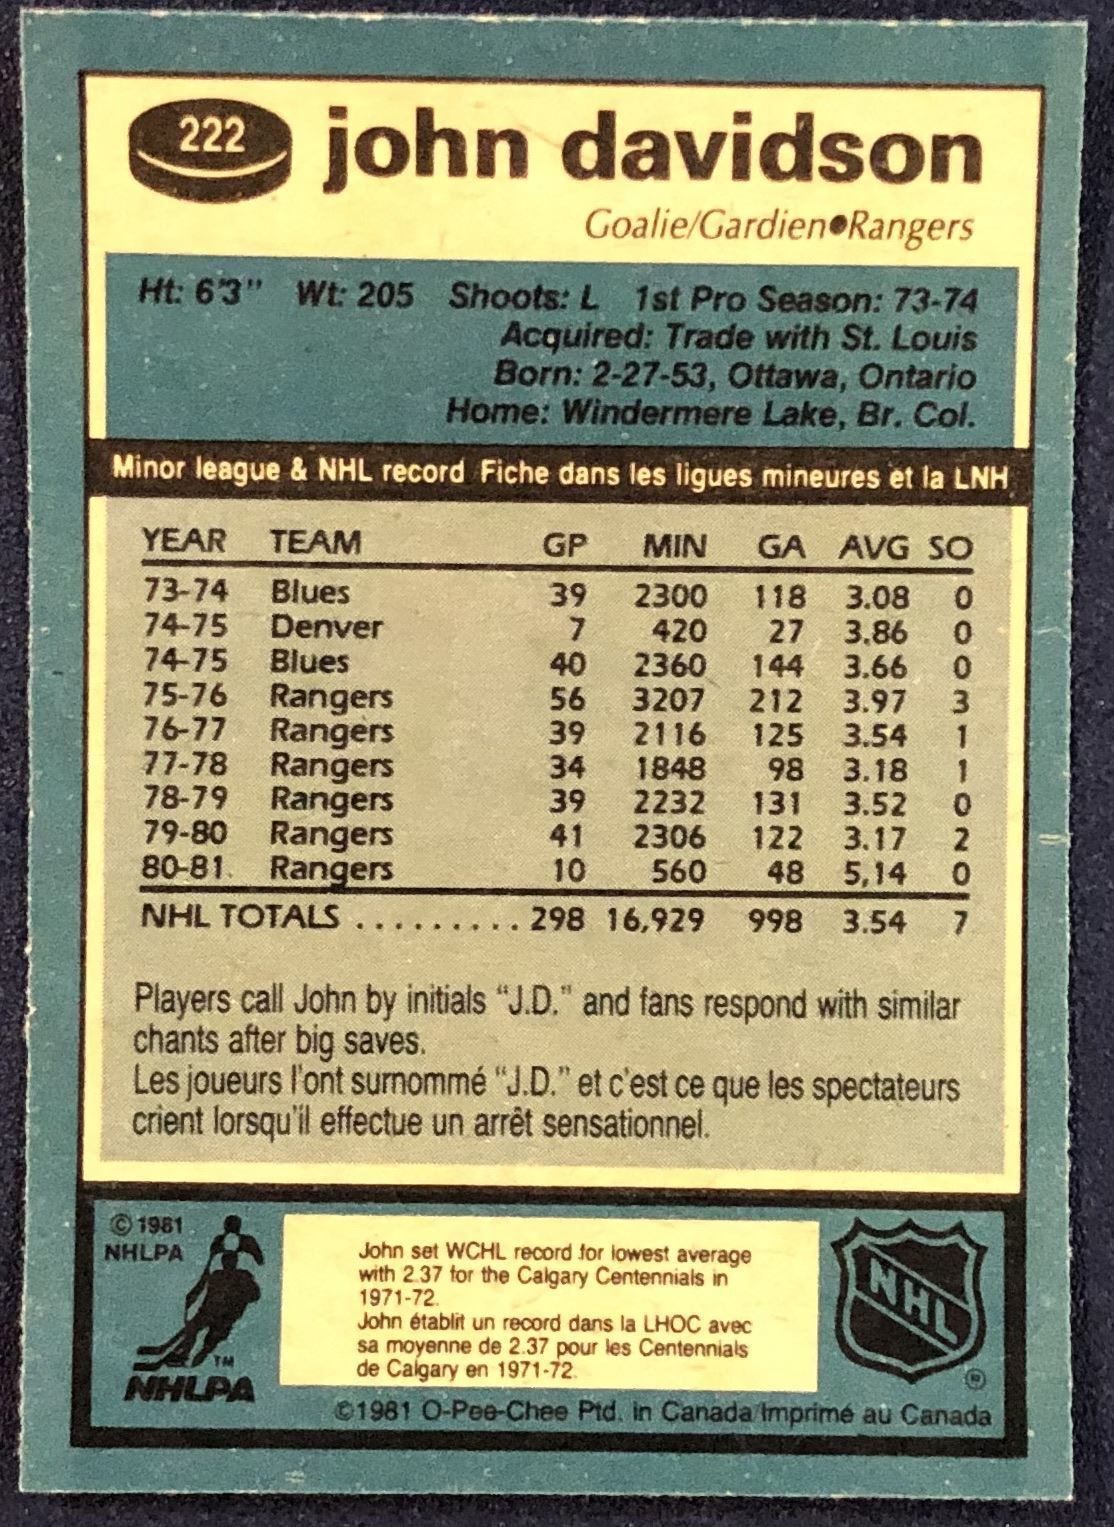 222 john davidson
Goalie/Gardien●Rangers
Ht: 6'3" Wt: 205 Shoots: L 1st Pro Season: 73-74
Acquired: Trade with St. Louis
Born: 2-27-53, Ottawa, Ontario
Home: Windermere Lake, Br. Col.
Minor league & NHL record Fiche dans les ligues mineures et la LNH
YEAR TEAM GP MIN GA AVG SO
73-74 Blues 39 2300 118 3.08 0
74-75 Denver 7 420 27 3.86 0
74-75 Blues 40 2360 144 3.66 0
75-76 Rangers 56 3207 212 3.97 3
76-77 Rangers 39 2116 125 3.54 1
77-78 Rangers 34 1848 98 3.18 1
78-79 Rangers 39 2232 131 3.52 0
79-80 Rangers 41 2306 122 3.17 2
80-81 Rangers 10 560 48 5,14 0
NHL TOTALS ......... 298 16,929 998 3.54 7
Players call John by initials "J.D." and fans respond with similar
chants after big saves.
Les joueurs l'ont surnommé "J.D." et c'est ce que les spectateurs
crient lorsqu'il effectue un arrêt sensationnel.
© 1981
NHLPA
TM
NHLPA
John set WCHL record for lowest average
with 2.37 for the Calgary Centennials in
1971-72.
John établit un record dans la LHOC avec
sa moyenne de 2.37 pour les Centennials
de Calgary en 1971-72.
NHL
®
©1981 O-Pee-Chee Ptd. in Canada/Imprimé au Canada